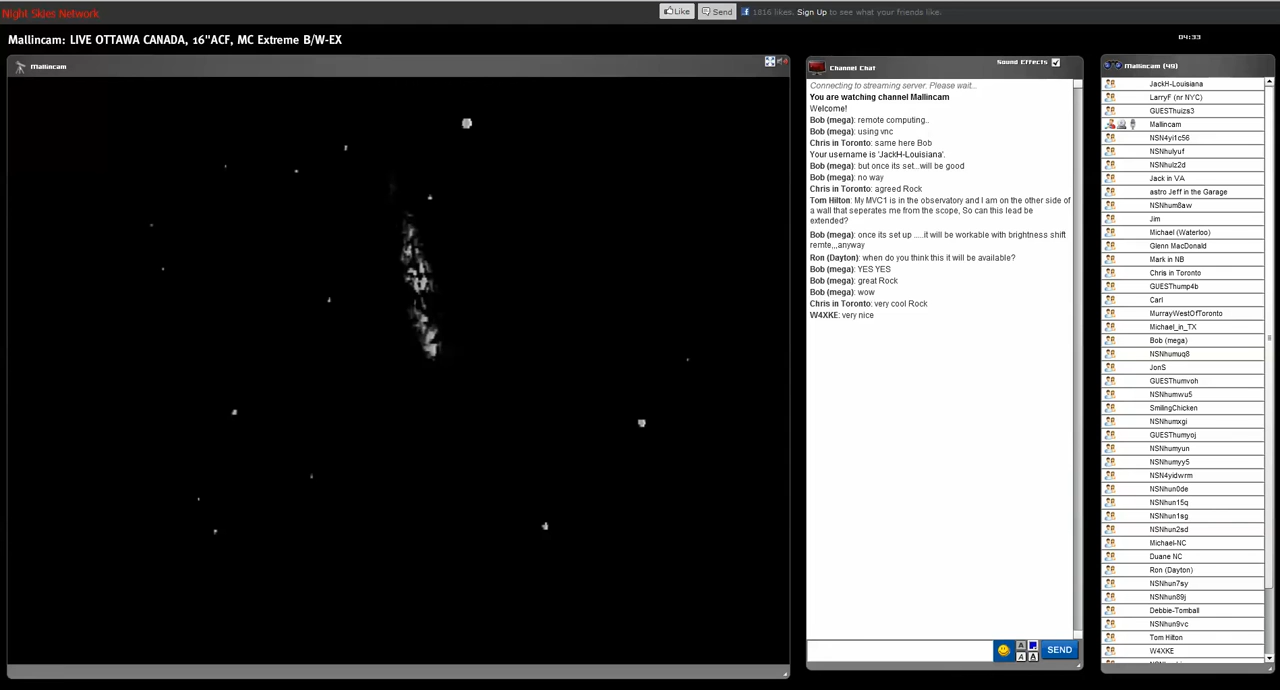 Night Skies Network
Like
Send
1816 likes. Sign Up to see what your friends like.
Mallincam: LIVE OTTAWA CANADA, 16"ACF, MC Extreme B/W-EX
04:33
Mallincam
Channel Chat
Sound Effects
Connecting to streaming server. Please wait...
You are watching channel Mallincam
Welcome!
Bob (mega): remote computing..
Bob (mega): using vnc
Chris in Toronto: same here Bob
Your username is 'JackH-Louisiana'.
Bob (mega): but once its set...will be good
Bob (mega): no way
Chris in Toronto: agreed Rock
Tom Hilton: My MVC1 is in the observatory and I am on the other side of
a wall that seperates me from the scope, So can this lead be
extended?
Bob (mega): once its set up .....it will be workable with brightness shift
remte,,,anyway
Ron (Dayton): when do you think this it will be available?
Bob (mega): YES YES
Bob (mega): great Rock
Bob (mega): wow
Chris in Toronto: very cool Rock
W4XKE: very nice
SEND
Mallincam (49)
JackH-Louisiana
LarryF (nr NYC)
GUESThuizs3
Mallincam
NSN4yi1c56
NSNhulyuf
NSNhulz2d
Jack in VA
astro Jeff in the Garage
NSNhum8aw
Jim
Michael (Waterloo)
Glenn MacDonald
Mark in NB
Chris in Toronto
GUESThump4b
Carl
MurrayWestOfToronto
Michael_in_TX
Bob (mega)
NSNhumuq8
JonS
GUESThumvoh
NSNhumwu5
SmilingChicken
NSNhumxgi
GUESThumyoj
NSNhumyun
NSNhumyy5
NSN4yidwrm
NSNhun0de
NSNhun15q
NSNhun1sg
NSNhun2sd
Michael-NC
Duane NC
Ron (Dayton)
NSNhun7sy
NSNhun89j
Debbie-Tomball
NSNhun9vc
Tom Hilton
W4XKE